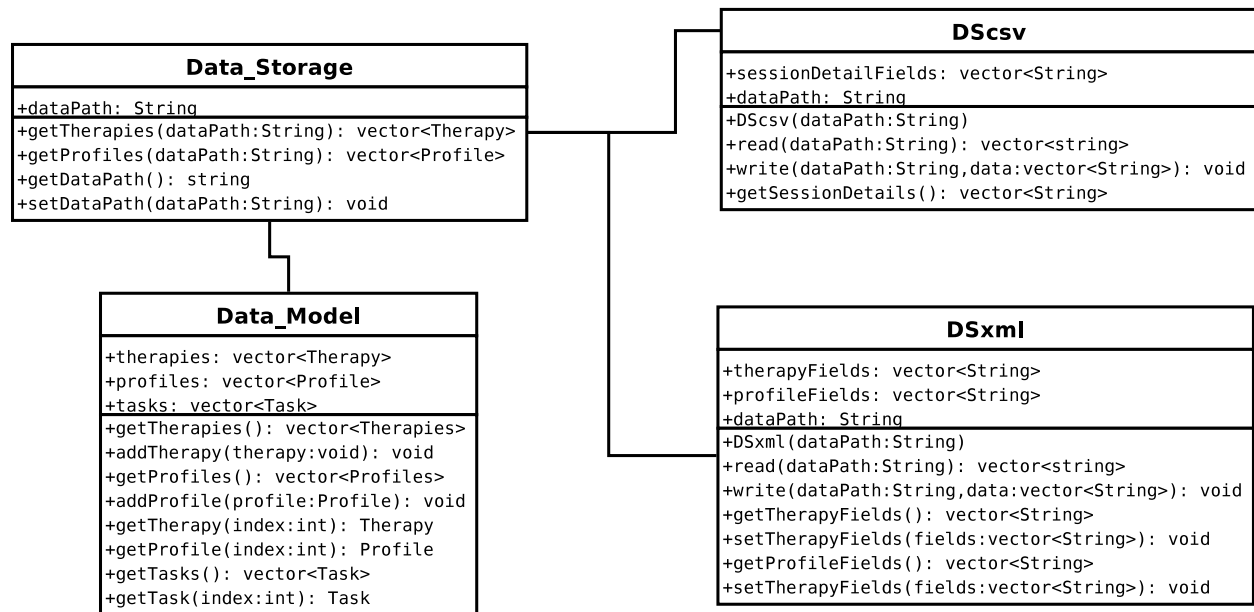 Data_Storage
+dataPath: String
+getTherapies(dataPath:String): vector<Therapy>
+getProfiles(dataPath:String): vector<Profile>
+getDataPath(): string
+setDataPath(dataPath:String): void
DScsv
+sessionDetailFields: vector<String>
+dataPath: String
+DScsv(dataPath:String)
+read(dataPath:String): vector<string>
+write(dataPath:String,data:vector<String>): void
+getSessionDetails(): vector<String>
Data_Model
+therapies: vector<Therapy>
+profiles: vector<Profile>
+tasks: vector<Task>
+getTherapies(): vector<Therapies>
+addTherapy(therapy:void): void
+getProfiles(): vector<Profiles>
+addProfile(profile:Profile): void
+getTherapy(index:int): Therapy
+getProfile(index:int): Profile
+getTasks(): vector<Task>
+getTask(index:int): Task
DSxml
+therapyFields: vector<String>
+profileFields: vector<String>
+dataPath: String
+DSxml(dataPath:String)
+read(dataPath:String): vector<string>
+write(dataPath:String,data:vector<String>): void
+getTherapyFields(): vector<String>
+setTherapyFields(fields:vector<String>): void
+getProfileFields(): vector<String>
+setTherapyFields(fields:vector<String>): void